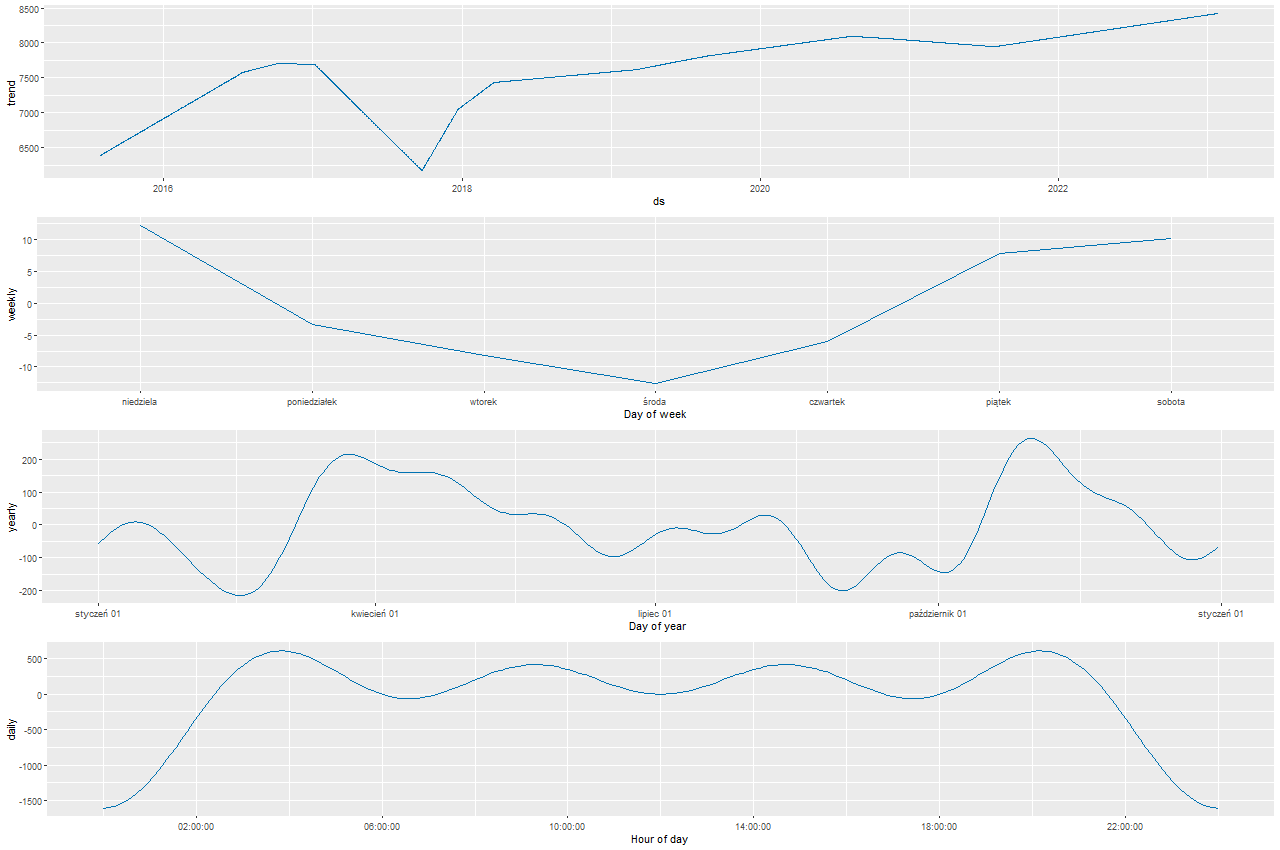 8500
8000
7500
7000
6500
trend
2016 2018 2020 2022
ds
10
5
0
-5
-10
weekly
niedziela poniedziałek wtorek środa czwartek piątek sobota
Day of week
200
100
0
-100
-200
yearly
styczeń 01 kwiecień 01 lipiec 01 październik 01 styczeń 01
Day of year
500
0
-500
-1000
-1500
daily
02:00:00 06:00:00 10:00:00 14:00:00 18:00:00 22:00:00
Hour of day